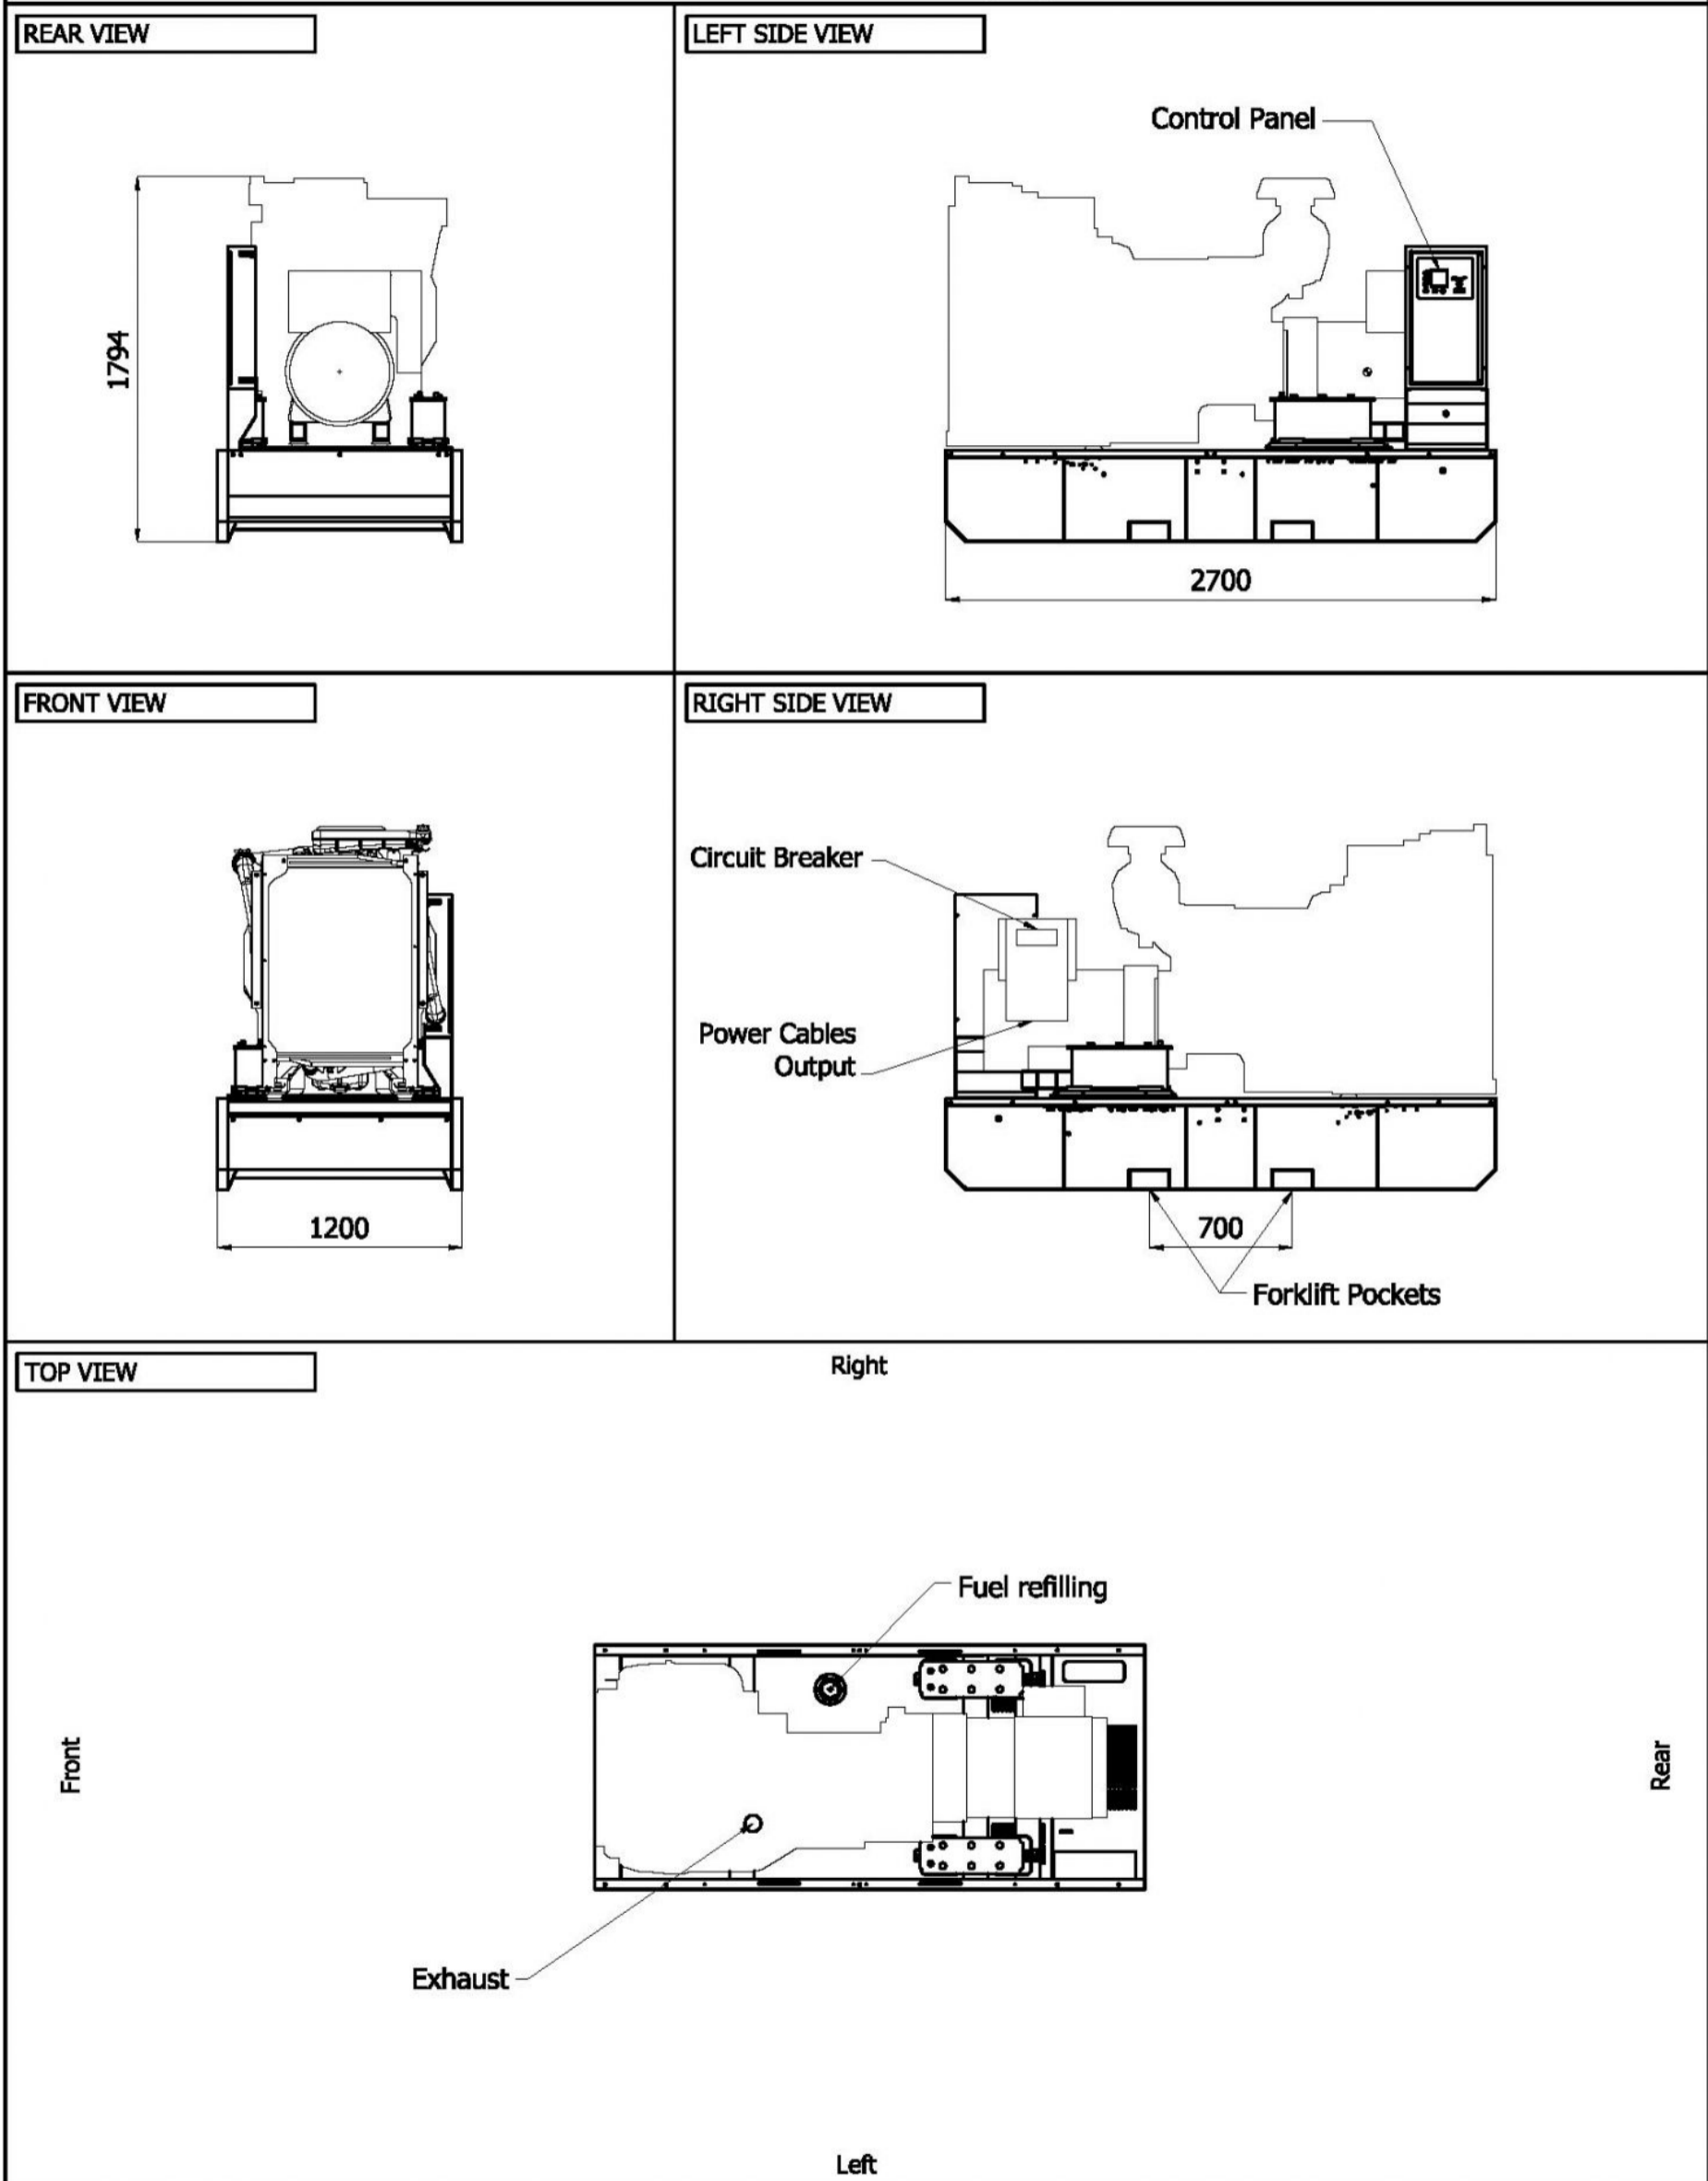 REAR VIEW
LEFT SIDE VIEW
Control Panel
1794
2700
FRONT VIEW
RIGHT SIDE VIEW
Circuit Breaker
Power Cables
Output
1200
700
Forklift Pockets
TOP VIEW
Right
Fuel refilling
Front
Rear
Exhaust
Left